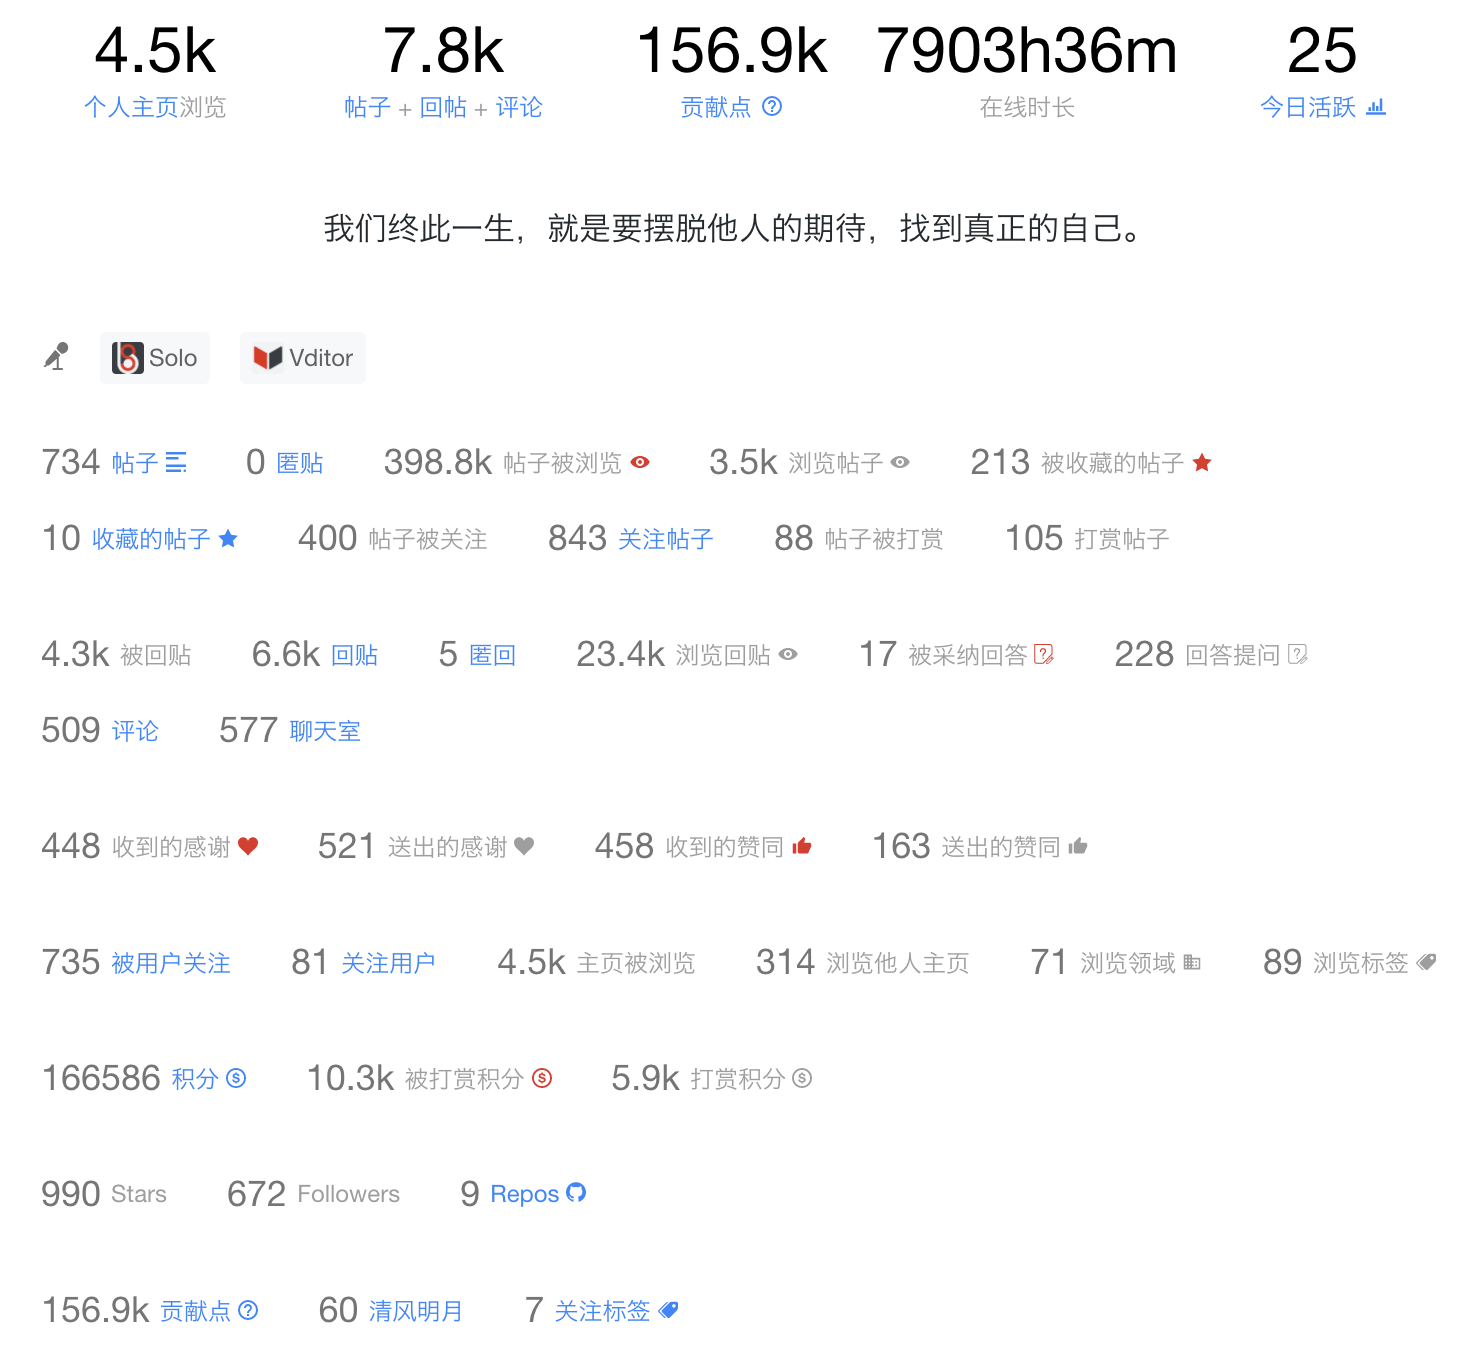 4.5k 7.8k 156.9k 7903h36m 25
个人主页浏览 帖子 + 回帖 + 评论 贡献点 在线时长 今日活跃
我们终此一生，就是要摆脱他人的期待，找到真正的自己。
Solo Vditor
734 帖子 0 匿贴 398.8k 帖子被浏览 3.5k 浏览帖子 213 被收藏的帖子
10 收藏的帖子 400 帖子被关注 843 关注帖子 88 帖子被打赏 105 打赏帖子
4.3k 被回贴 6.6k 回贴 5 匿回 23.4k 浏览回贴 17 被采纳回答 228 回答提问
509 评论 577 聊天室
448 收到的感谢 521 送出的感谢 458 收到的赞同 163 送出的赞同
735 被用户关注 81 关注用户 4.5k 主页被浏览 314 浏览他人主页 71 浏览领域 89 浏览标签
166586 积分 10.3k 被打赏积分 5.9k 打赏积分
990 Stars 672 Followers 9 Repos
156.9k 贡献点 60 清风明月 7 关注标签